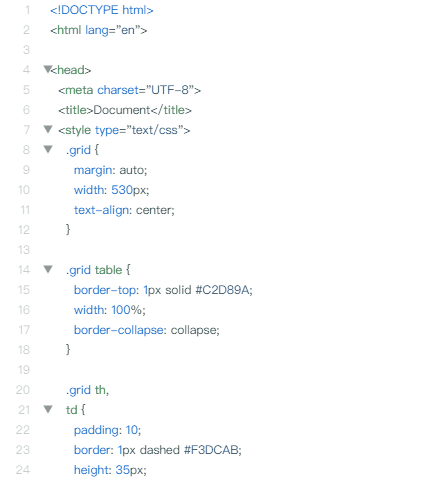 1 <!DOCTYPE html>
2 <html lang="en">
3
4 <head>
5 <meta charset="UTF-8">
6 <title>Document</title>
7 <style type="text/css">
8 .grid {
9 margin: auto;
10 width: 530px;
11 text-align: center;
12 }
13
14 .grid table {
15 border-top: 1px solid #C2D89A;
16 width: 100%;
17 border-collapse: collapse;
18 }
19
20 .grid th,
21 td {
22 padding: 10;
23 border: 1px dashed #F3DCAB;
24 height: 35px;